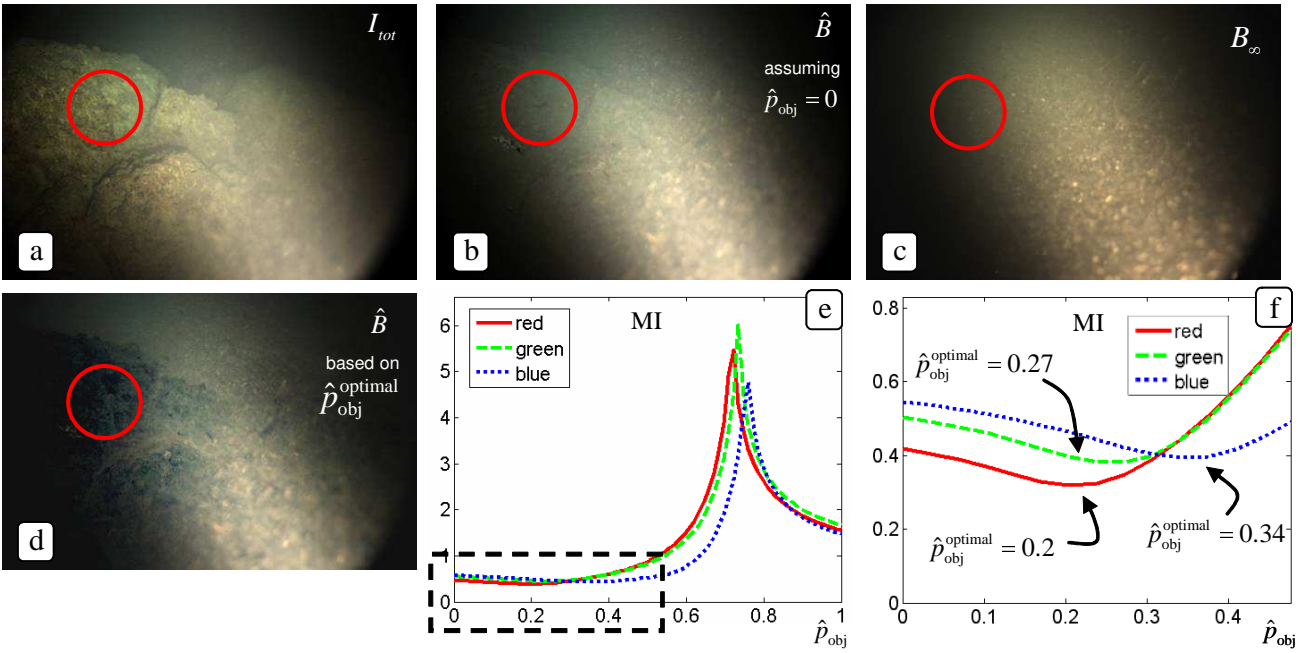 I_tot
a
B̂
assuming
p̂_obj = 0
b
B_∞
c
B̂
based on
p̂_obj^optimal
d
MI
e
red
green
blue
6
5
4
3
2
1
0
0 0.2 0.4 0.6 0.8 1
p̂_obj
MI
f
red
green
blue
p̂_obj^optimal = 0.27
p̂_obj^optimal = 0.2
p̂_obj^optimal = 0.34
0.8
0.6
0.4
0.2
0
0 0.1 0.2 0.3 0.4
p̂_obj